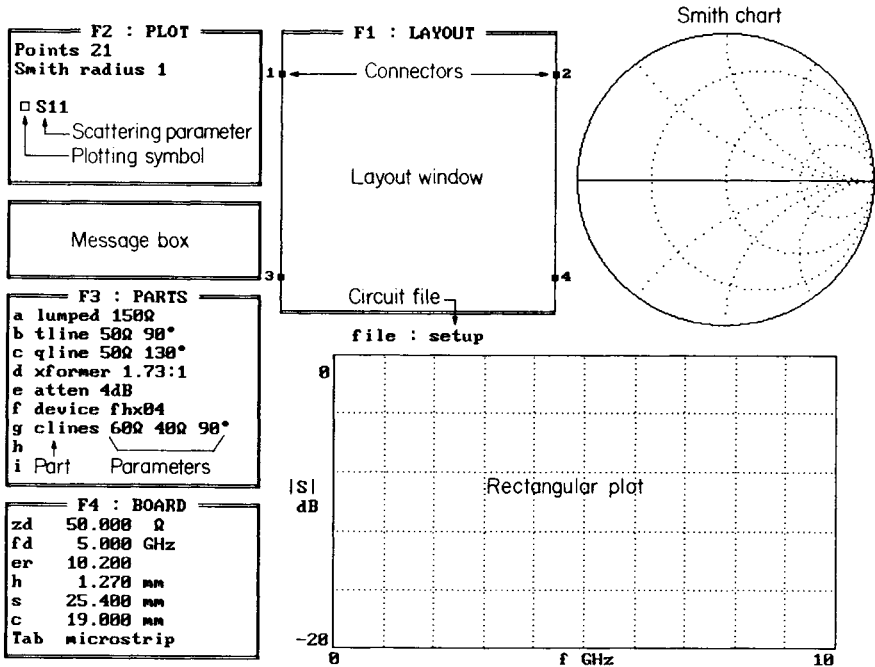 F2 : PLOT
Points 21
Smith radius 1
□ S11
Scattering parameter
Plotting symbol
Message box
F3 : PARTS
a lumped 150Ω
b tline 50Ω 90°
c qline 50Ω 130°
d xformer 1.73:1
e atten 4dB
f device fhx04
g clines 60Ω 40Ω 90°
h
i Part Parameters
F4 : BOARD
zd 50.000 Ω
fd 5.000 GHz
er 10.200
h 1.270 mm
s 25.400 mm
c 19.000 mm
Tab microstrip
F1 : LAYOUT
1 Connectors 2
Layout window
3 4
Circuit file
file : setup
Smith chart
0
|S|
dB
Rectangular plot
-20
0 f GHz 10